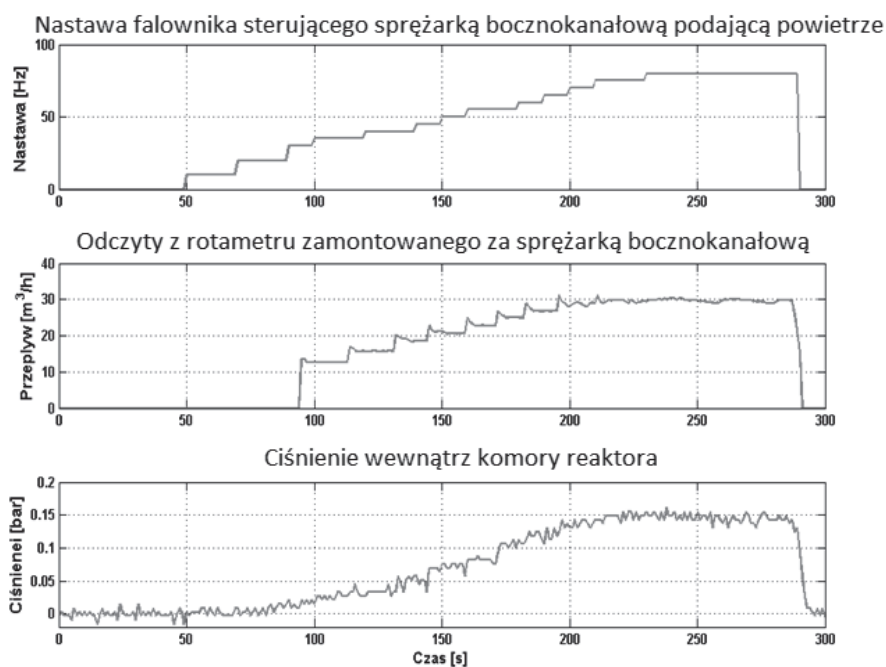 Nastawa falownika sterującego sprężarką bocznokanałową podającą powietrze
100
50
0
Nastawa [Hz]
0 50 100 150 200 250 300
Odczyty z rotametru zamontowanego za sprężarką bocznokanałową
40
30
20
10
0
Przepływ [m³/h]
0 50 100 150 200 250 300
Ciśnienie wewnątrz komory reaktora
0.2
0.15
0.1
0.05
0
Ciśnienei [bar]
0 50 100 150 200 250 300
Czas [s]